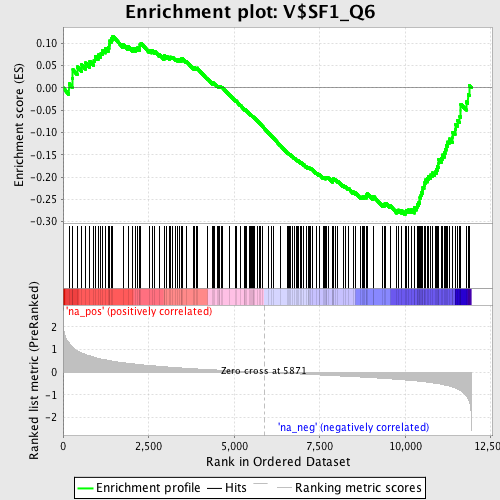 Enrichment plot: V$SF1_Q6
Enrichment score (ES)
0.10
0.05
0.00
-0.05
-0.10
-0.15
-0.20
-0.25
-0.30
'na_pos' (positively correlated)
Ranked list metric (PreRanked)
2
1
0
-1
-2
Zero cross at 5871
'na_neg' (negatively correlated)
0
2,500
5,000
7,500
10,000
12,500
Rank in Ordered Dataset
Enrichment profile
Hits
Ranking metric scores